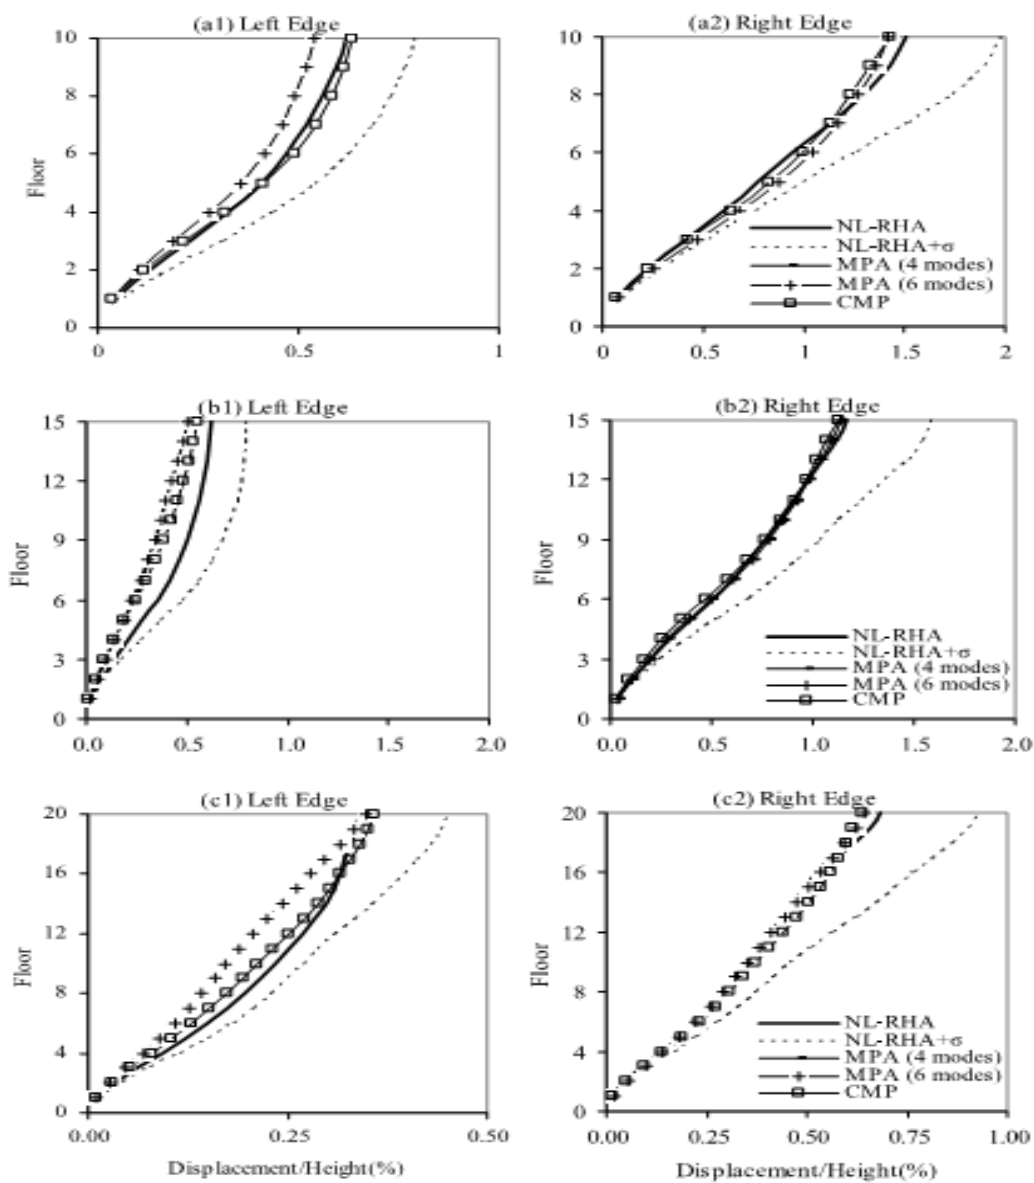 (a1) Left Edge
10
8
6
4
2
0
Floor
0
0.5
1
(a2) Right Edge
10
8
6
4
2
0
Floor
NL-RHA
NL-RHA+σ
MPA (4 modes)
MPA (6 modes)
CMP
0
0.5
1
1.5
2
(b1) Left Edge
15
12
9
6
3
0
Floor
0.0
0.5
1.0
1.5
2.0
(b2) Right Edge
15
12
9
6
3
0
Floor
NL-RHA
NL-RHA+σ
MPA (4 modes)
MPA (6 modes)
CMP
0.0
0.5
1.0
1.5
2.0
(c1) Left Edge
20
16
12
8
4
0
Floor
0.00
0.25
0.50
Displacement/Height(%)
(c2) Right Edge
20
16
12
8
4
0
Floor
NL-RHA
NL-RHA+σ
MPA (4 modes)
MPA (6 modes)
CMP
0.00
0.25
0.50
0.75
1.00
Displacement/Height(%)